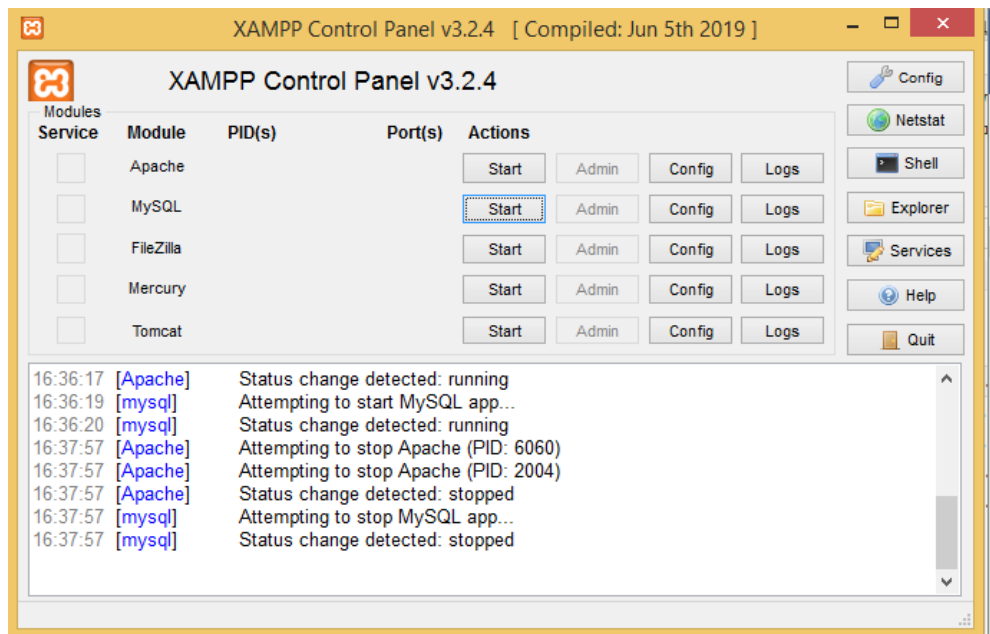 XAMPP Control Panel v3.2.4 [ Compiled: Jun 5th 2019 ]
XAMPP Control Panel v3.2.4
Config
Modules
Service Module PID(s) Port(s) Actions
Netstat
Apache Start Admin Config Logs
Shell
MySQL Start Admin Config Logs
Explorer
FileZilla Start Admin Config Logs
Services
Mercury Start Admin Config Logs
Help
Tomcat Start Admin Config Logs
Quit
16:36:17 [Apache] Status change detected: running
16:36:19 [mysql] Attempting to start MySQL app...
16:36:20 [mysql] Status change detected: running
16:37:57 [Apache] Attempting to stop Apache (PID: 6060)
16:37:57 [Apache] Attempting to stop Apache (PID: 2004)
16:37:57 [Apache] Status change detected: stopped
16:37:57 [mysql] Attempting to stop MySQL app...
16:37:57 [mysql] Status change detected: stopped